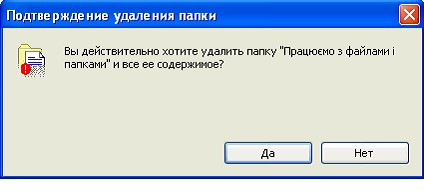 Подтверждение удаления папки
Вы действительно хотите удалить папку "Працюємо з файлами і
папками" и все ее содержимое?
Да
Нет